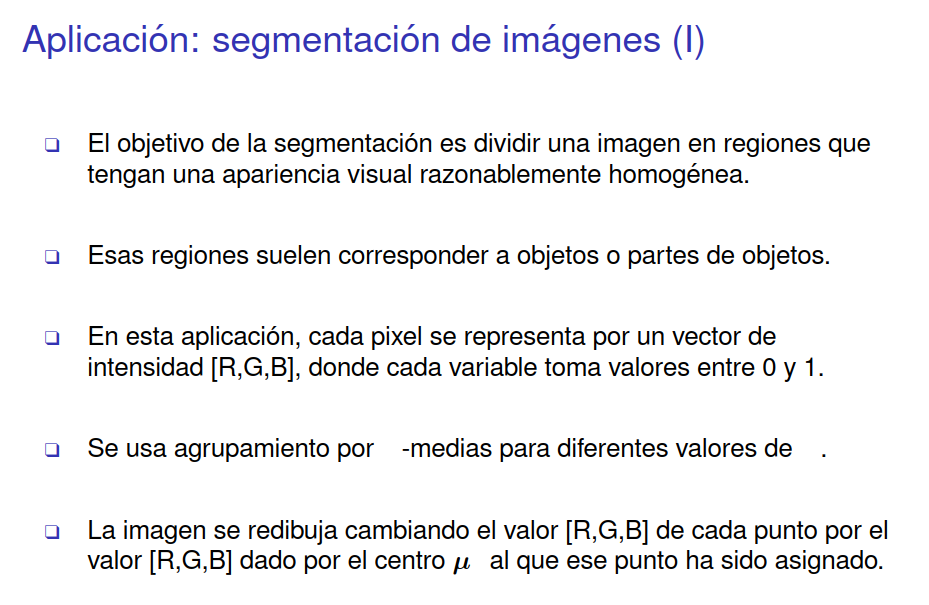 Aplicación: segmentación de imágenes (I)
El objetivo de la segmentación es dividir una imagen en regiones que
tengan una apariencia visual razonablemente homogénea.
Esas regiones suelen corresponder a objetos o partes de objetos.
En esta aplicación, cada pixel se representa por un vector de
intensidad [R,G,B], donde cada variable toma valores entre 0 y 1.
Se usa agrupamiento por -medias para diferentes valores de .
La imagen se redibuja cambiando el valor [R,G,B] de cada punto por el
valor [R,G,B] dado por el centro μ al que ese punto ha sido asignado.